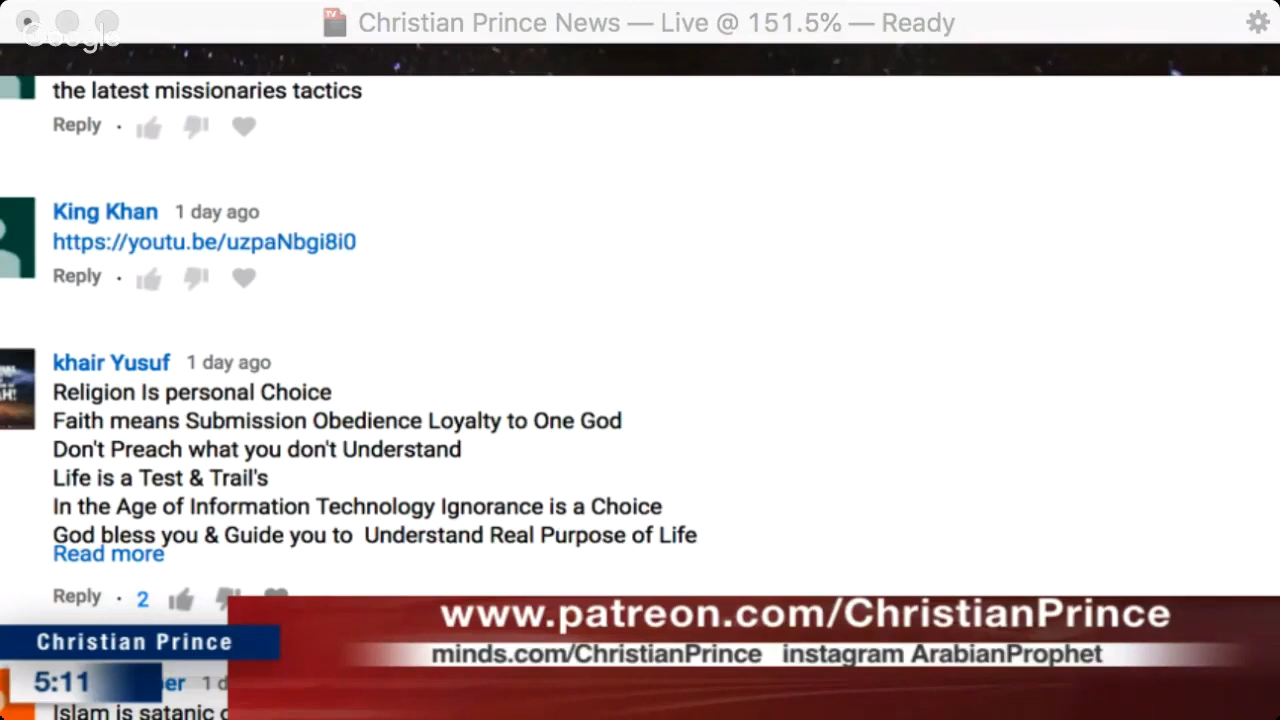 Christian Prince News — Live @ 151.5% — Ready
Google
the latest missionaries tactics
Reply ·
King Khan 1 day ago
https://youtu.be/uzpaNbgi8i0
Reply ·
khair Yusuf 1 day ago
Religion Is personal Choice
Faith means Submission Obedience Loyalty to One God
Don't Preach what you don't Understand
Life is a Test & Trail's
In the Age of Information Technology Ignorance is a Choice
God bless you & Guide you to Understand Real Purpose of Life
Read more
Reply · 2
www.patreon.com/ChristianPrince
Christian Prince
minds.com/ChristianPrince instagram ArabianProphet
5:11
er 1 d
Islam is satanic